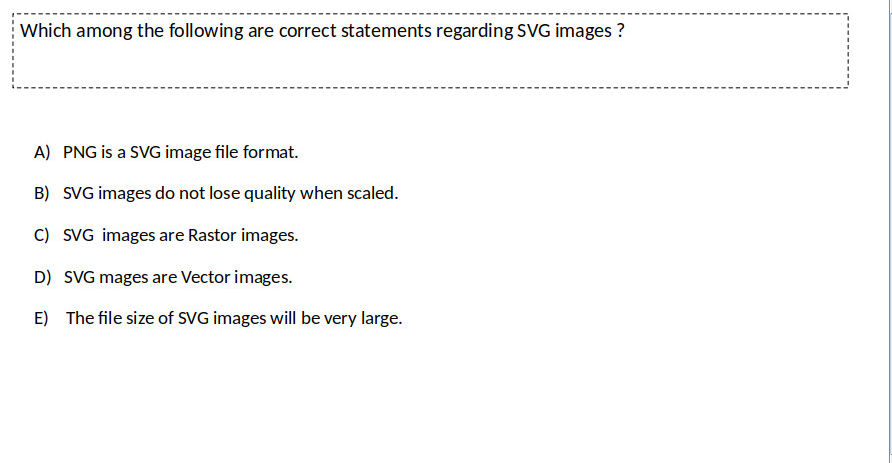 Which among the following are correct statements regarding SVG images ?
A) PNG is a SVG image file format.
B) SVG images do not lose quality when scaled.
C) SVG images are Rastor images.
D) SVG mages are Vector images.
E) The file size of SVG images will be very large.